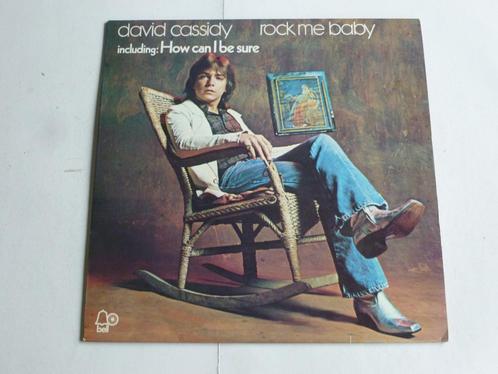 david cassidy rock me baby
including: How can I be sure
bell